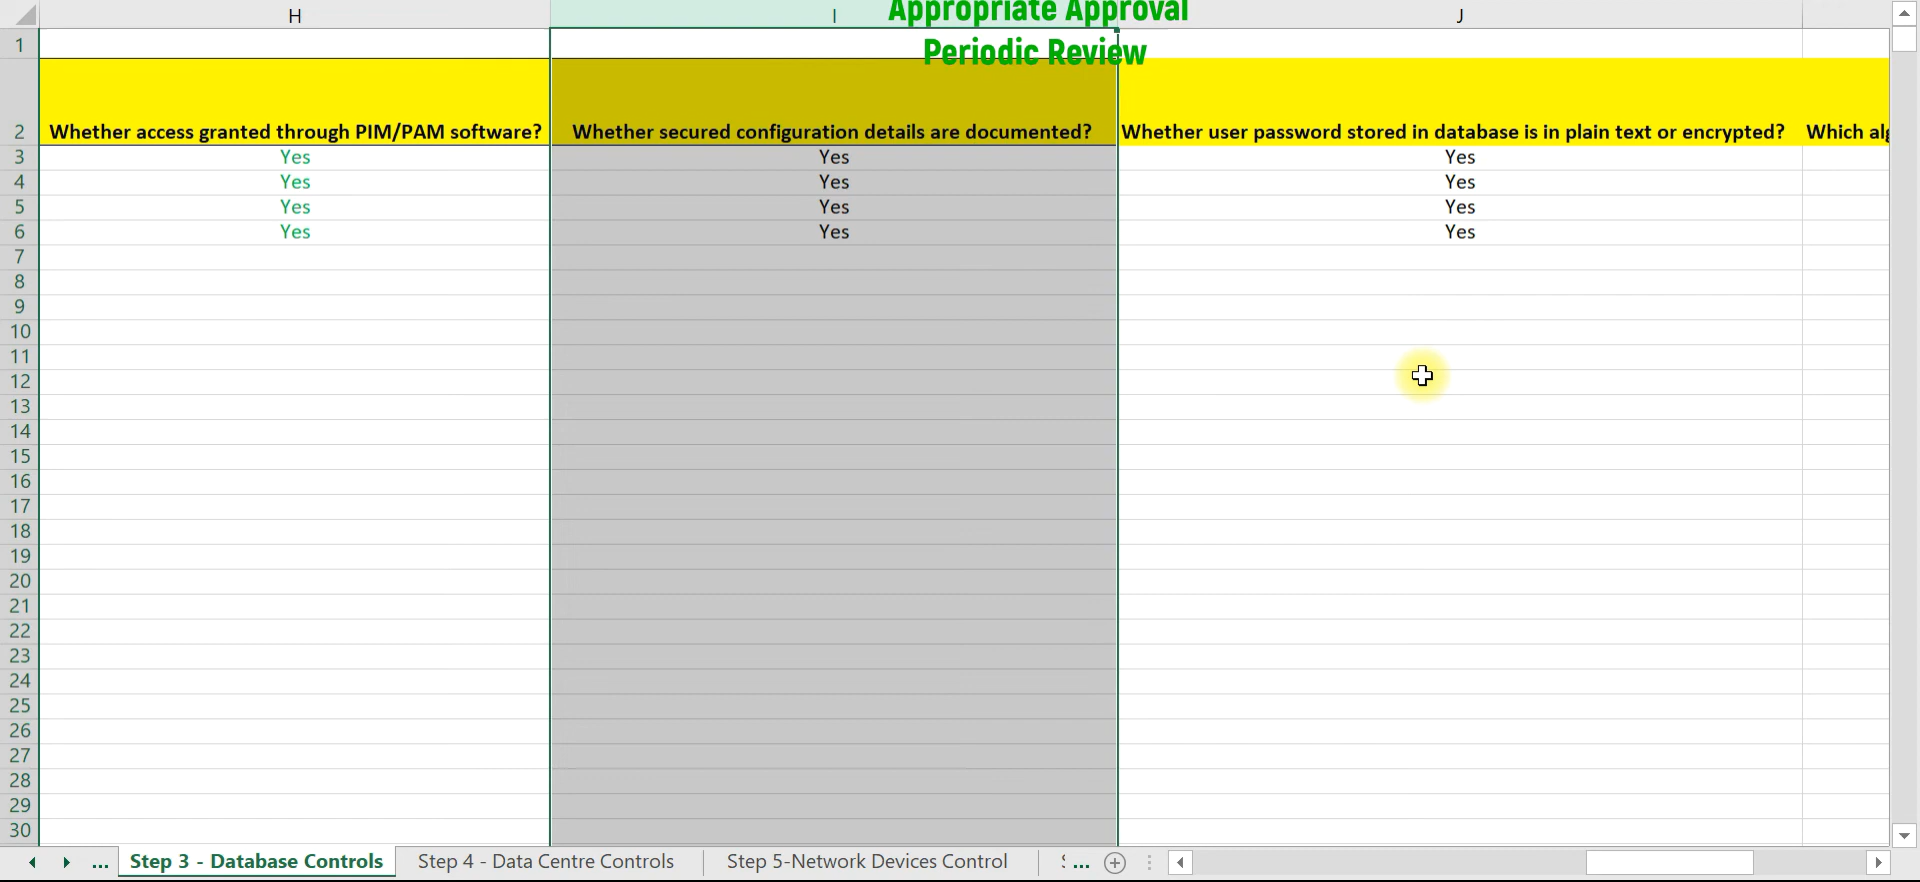 Appropriate Approval
Periodic Review
H I J
1
2 Whether access granted through PIM/PAM software? Whether secured configuration details are documented? Whether user password stored in database is in plain text or encrypted? Which
3 Yes Yes Yes
4 Yes Yes Yes
5 Yes Yes Yes
6 Yes Yes Yes
7
8
9
10
11
12
13
14
15
16
17
18
19
20
21
22
23
24
25
26
27
28
29
30
... Step 3 - Database Controls Step 4 - Data Centre Controls Step 5-Network Devices Control ...